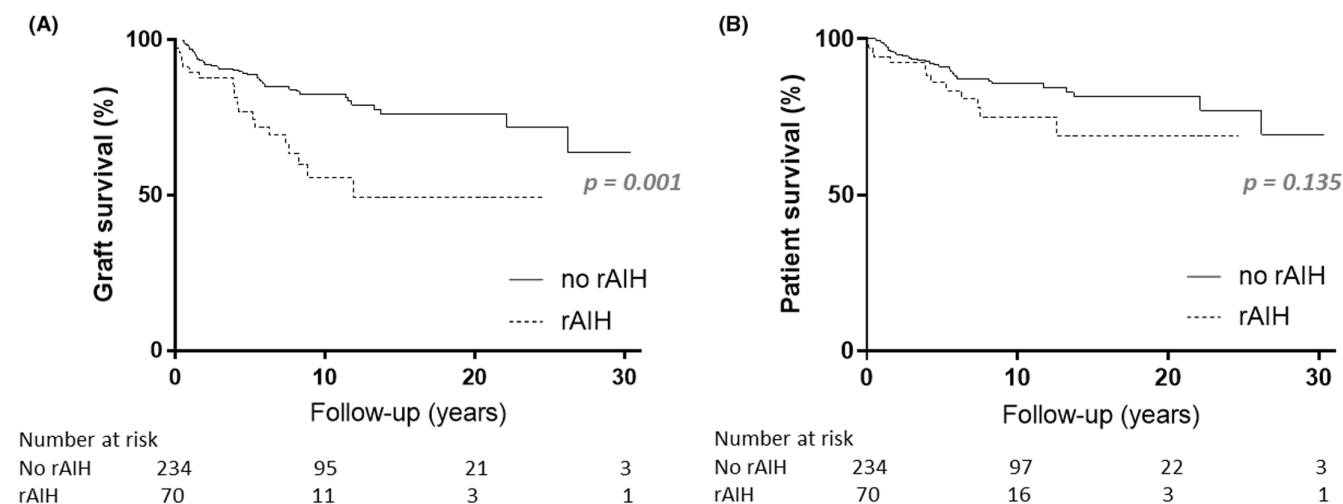 (A)
100
50
0
Graft survival (%)
p = 0.001
no rAIH
rAIH
0 10 20 30
Follow-up (years)
Number at risk
No rAIH 234 95 21 3
rAIH 70 11 3 1
(B)
100
50
0
Patient survival (%)
p = 0.135
no rAIH
rAIH
0 10 20 30
Follow-up (years)
Number at risk
No rAIH 234 97 22 3
rAIH 70 16 3 1